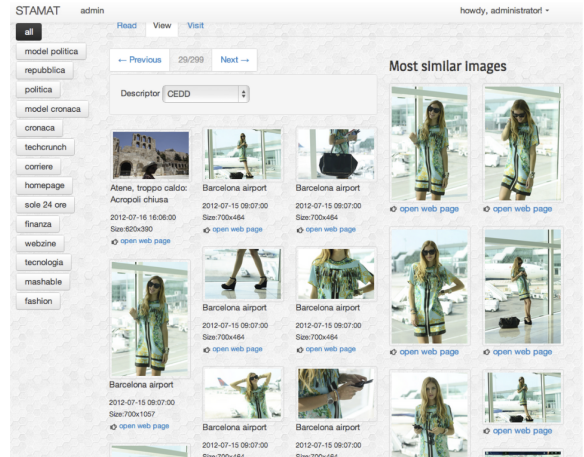 STAMAT admin howdy, administrator!
all
model politica
repubblica
politica
model cronaca
cronaca
techcrunch
corriere
homepage
sole 24 ore
finanza
webzine
tecnologia
mashable
fashion
Read View Visit
← Previous 29/299 Next →
Descriptor CEDD
Atene, troppo caldo:
Acropoli chiusa
2012-07-16 16:06:00
Size:620x390
open web page
Barcelona airport
2012-07-15 09:07:00
Size:700x1057
open web page
Barcelona airport
2012-07-15 09:07:00
Size:700x464
open web page
Barcelona airport
2012-07-15 09:07:00
Size:700x464
open web page
Barcelona airport
2012-07-15 09:07:00
Size:700x464
Barcelona airport
2012-07-15 09:07:00
Size:700x464
open web page
Barcelona airport
2012-07-15 09:07:00
Size:700x464
open web page
Barcelona airport
2012-07-15 09:07:00
Size:700x464
Most similar images
open web page
open web page
open web page
open web page
open web page